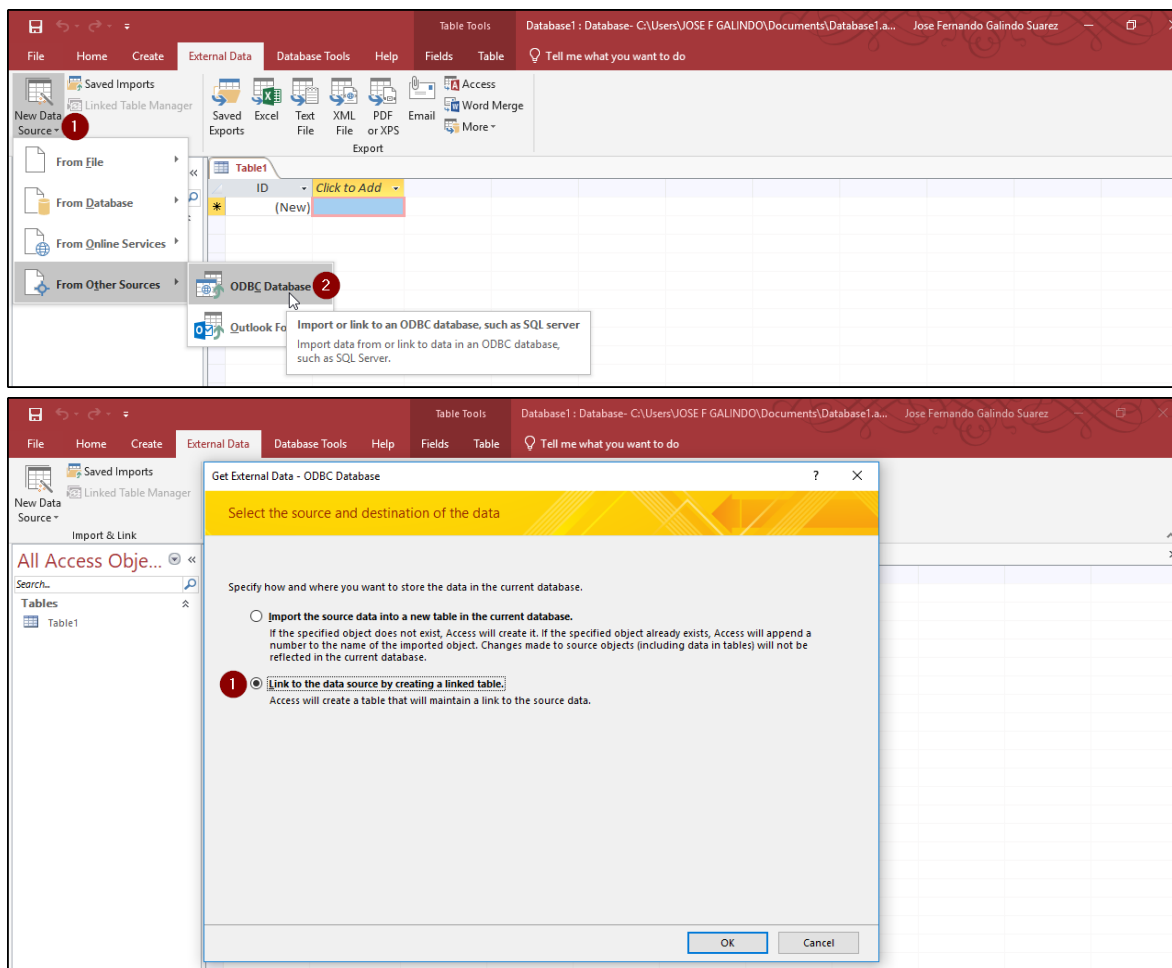 Table Tools Database1 : Database- C:\Users\JOSE F GALINDO\Documents\Database1.a... Jose Fernando Galindo Suarez
File Home Create External Data Database Tools Help Fields Table Tell me what you want to do
New Data Source
1
Saved Imports
Linked Table Manager
Saved Exports
Excel
Text File
XML File
PDF or XPS
Email
Access
Word Merge
More
Export
From File
From Database
From Online Services
From Other Sources
ODBC Database
2
Outlook Fo
Import or link to an ODBC database, such as SQL server
Import data from or link to data in an ODBC database,
such as SQL Server.
Table1
ID Click to Add
(New)
Table Tools Database1 : Database- C:\Users\JOSE F GALINDO\Documents\Database1.a... Jose Fernando Galindo Suarez
File Home Create External Data Database Tools Help Fields Table Tell me what you want to do
New Data Source
Saved Imports
Linked Table Manager
Import & Link
All Access Obje...
Search...
Tables
Table1
Get External Data - ODBC Database
Select the source and destination of the data
Specify how and where you want to store the data in the current database.
Import the source data into a new table in the current database.
If the specified object does not exist, Access will create it. If the specified object already exists, Access will append a
number to the name of the imported object. Changes made to source objects (including data in tables) will not be
reflected in the current database.
1
Link to the data source by creating a linked table.
Access will create a table that will maintain a link to the source data.
OK Cancel